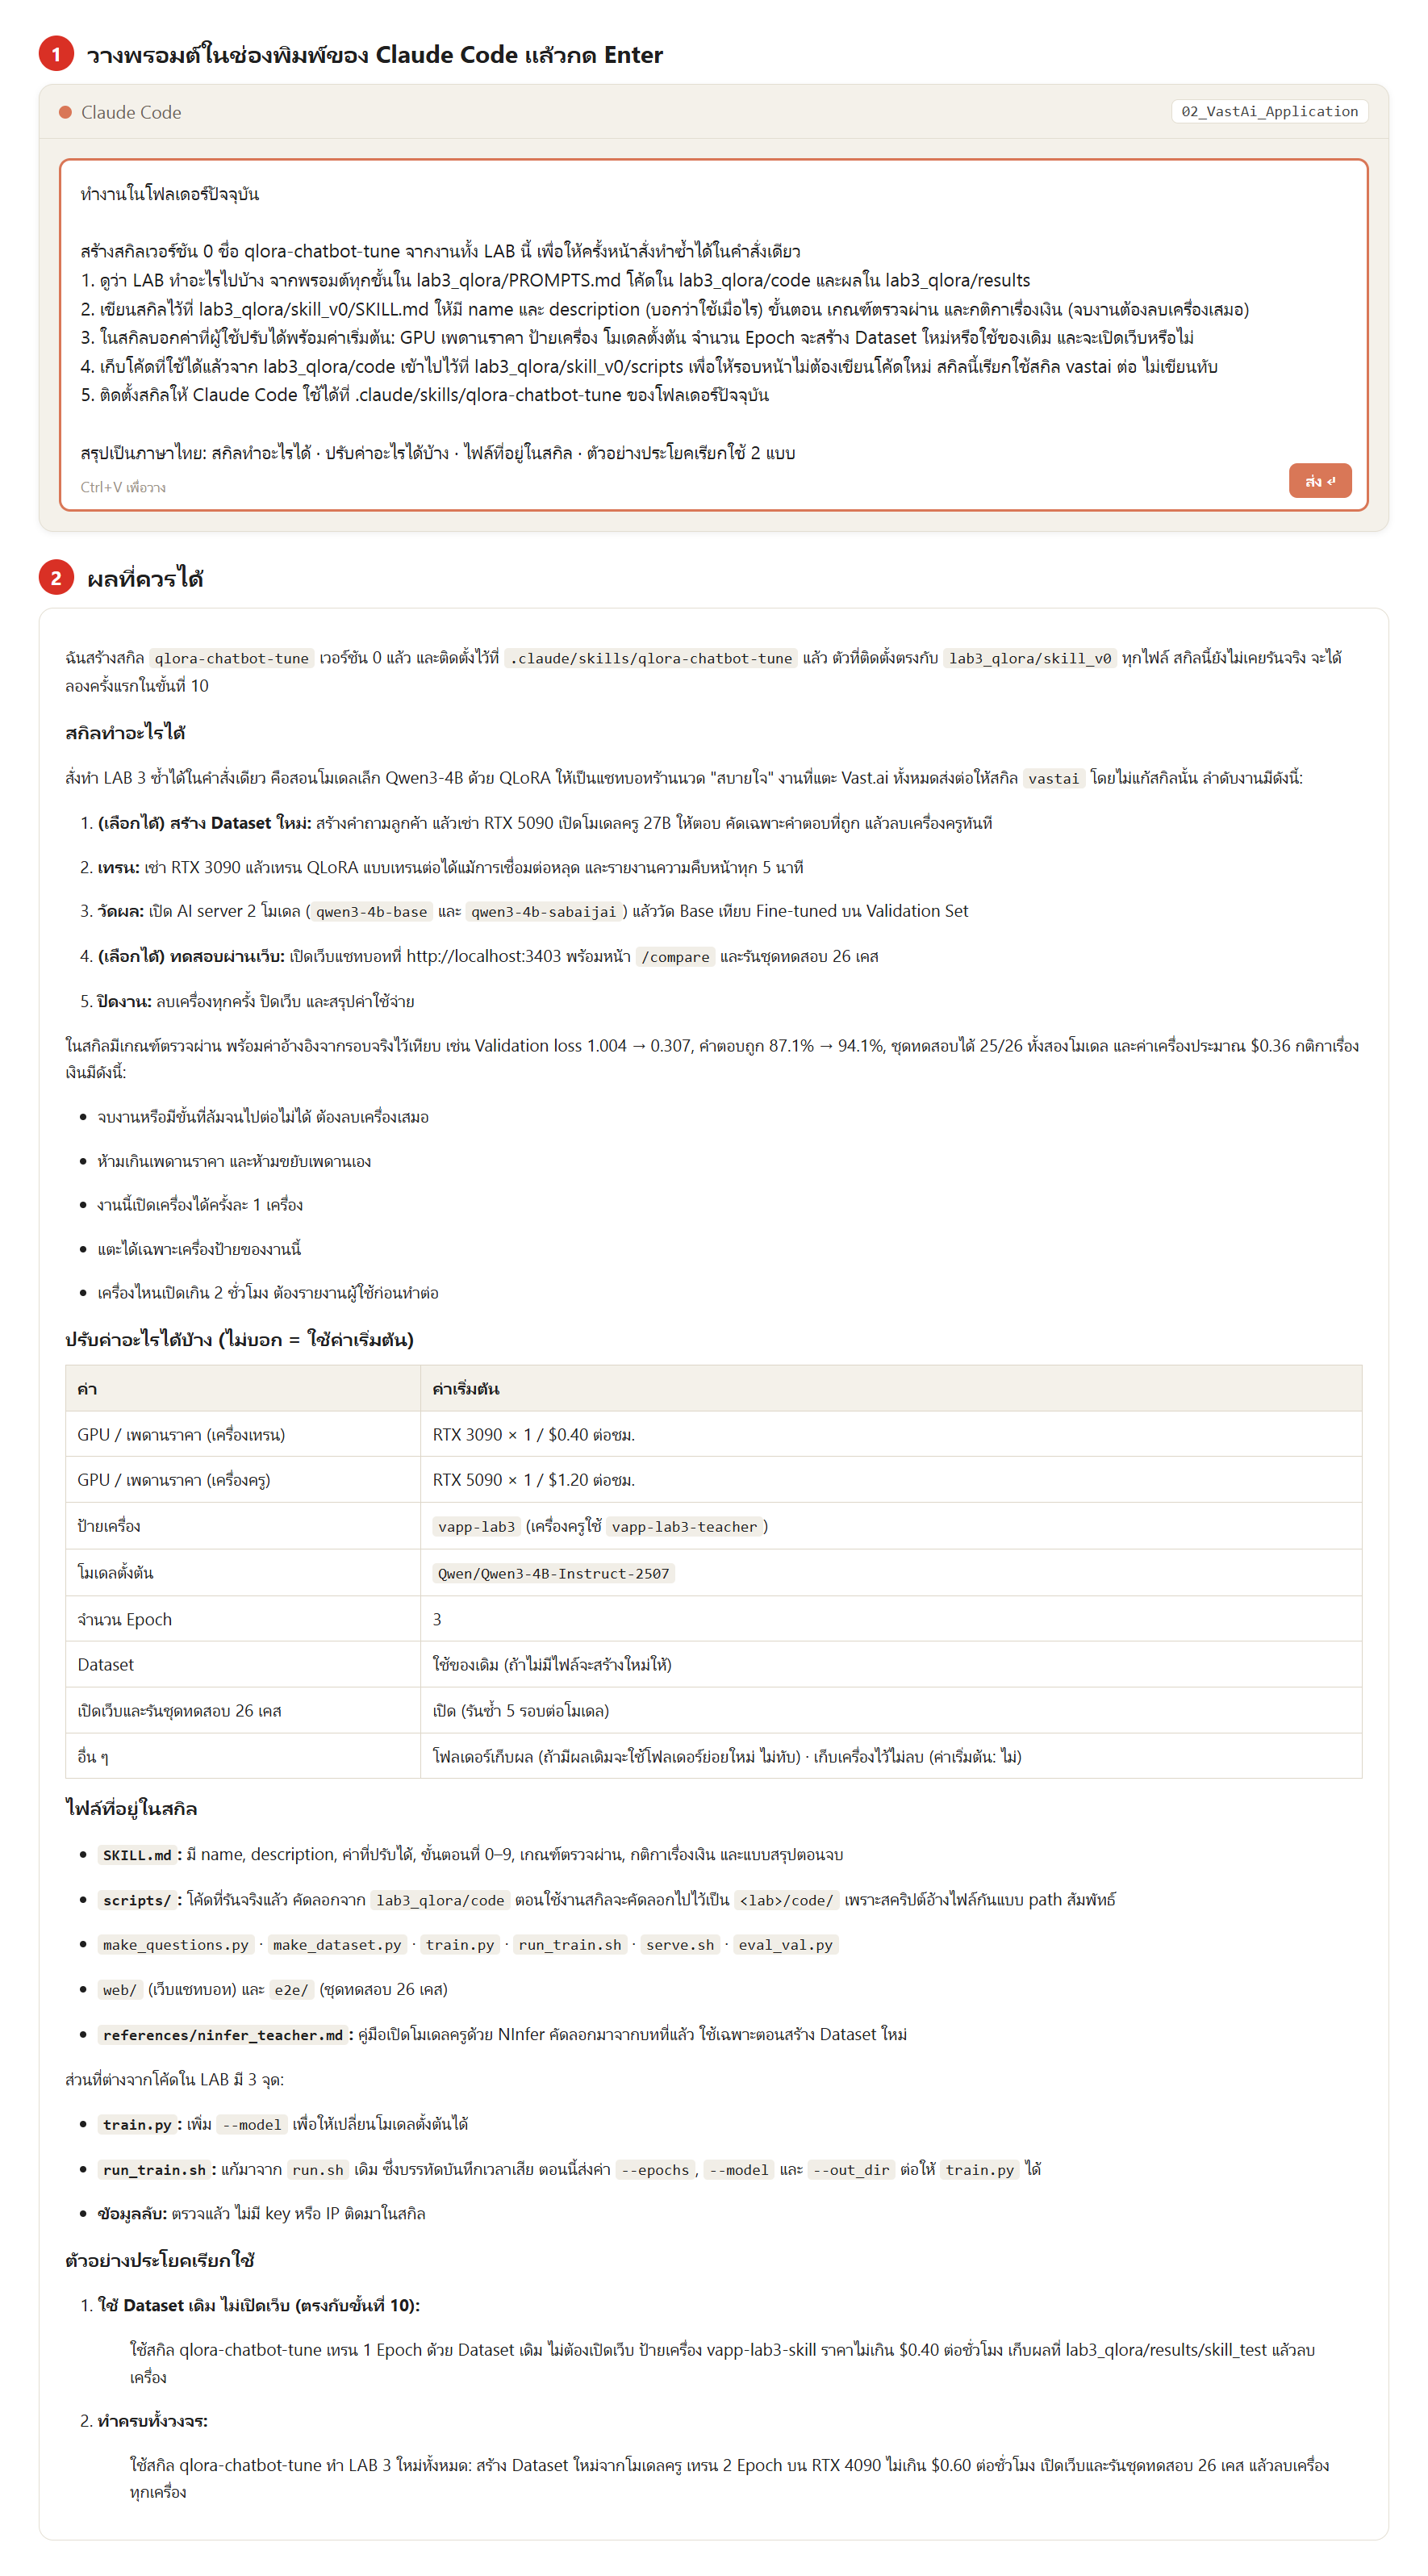 1 วางพรอมต์ในช่องพิมพ์ของ Claude Code แล้วกด Enter
Claude Code
02_VastAi_Application
ทำงานในโฟลเดอร์ปัจจุบัน
สร้างสกิลเวอร์ชัน 0 ชื่อ qlora-chatbot-tune จากงานทั้ง LAB นี้ เพื่อให้ครั้งหน้าสั่งทำซ้ำได้ในคำสั่งเดียว
1. ดูว่า LAB ทำอะไรไปบ้าง จากพรอมต์ทุกขั้นใน lab3_qlora/PROMPTS.md โค้ดใน lab3_qlora/code และผลใน lab3_qlora/results
2. เขียนสกิลไว้ที่ lab3_qlora/skill_v0/SKILL.md ให้มี name และ description (บอกว่าใช้เมื่อไร) ขั้นตอน เกณฑ์ตรวจผ่าน และกติกาเรื่องเงิน (จบงานต้องลบเครื่องเสมอ)
3. ในสกิลบอกค่าที่ผู้ใช้ปรับได้พร้อมค่าเริ่มต้น: GPU เพดานราคา ป้ายเครื่อง โมเดลตั้งต้น จำนวน Epoch จะสร้าง Dataset ใหม่หรือใช้ของเดิม และจะเปิดเว็บหรือไม่
4. เก็บโค้ดที่ใช้ได้แล้วจาก lab3_qlora/code เข้าไปไว้ที่ lab3_qlora/skill_v0/scripts เพื่อให้รอบหน้าไม่ต้องเขียนโค้ดใหม่ สกิลนี้เรียกใช้สกิล vastai ต่อ ไม่เขียนทับ
5. ติดตั้งสกิลให้ Claude Code ใช้ได้ที่ .claude/skills/qlora-chatbot-tune ของโฟลเดอร์ปัจจุบัน
สรุปเป็นภาษาไทย: สกิลทำอะไรได้ · ปรับค่าอะไรได้บ้าง · ไฟล์ที่อยู่ในสกิล · ตัวอย่างประโยคเรียกใช้ 2 แบบ
Ctrl+V เพื่อวาง
ส่ง ↵
2 ผลที่ควรได้
ฉันสร้างสกิล qlora-chatbot-tune เวอร์ชัน 0 แล้ว และติดตั้งไว้ที่ .claude/skills/qlora-chatbot-tune แล้ว ตัวที่ติดตั้งตรงกับ lab3_qlora/skill_v0 ทุกไฟล์ สกิลนี้ยังไม่เคยรันจริง จะได้
ลองครั้งแรกในขั้นที่ 10
สกิลทำอะไรได้
สั่งทำ LAB 3 ซ้ำได้ในคำสั่งเดียว คือสอนโมเดลเล็ก Qwen3-4B ด้วย QLoRA ให้เป็นแชทบอทร้านนวด "สบายใจ" งานที่แตะ Vast.ai ทั้งหมดส่งต่อให้สกิล vastai โดยไม่แก้สกิลนั้น ลำดับงานมีดังนี้:
1. (เลือกได้) สร้าง Dataset ใหม่: สร้างคำถามลูกค้า แล้วเช่า RTX 5090 เปิดโมเดลครู 27B ให้ตอบ คัดเฉพาะคำตอบที่ถูก แล้วลบเครื่องครูทันที
2. เทรน: เช่า RTX 3090 แล้วเทรน QLoRA แบบเทรนต่อได้แม้การเชื่อมต่อหลุด และรายงานความคืบหน้าทุก 5 นาที
3. วัดผล: เปิด AI server 2 โมเดล (qwen3-4b-base และ qwen3-4b-sabaijai) แล้ววัด Base เทียบ Fine-tuned บน Validation Set
4. (เลือกได้) ทดสอบผ่านเว็บ: เปิดเว็บแชทบอทที่ http://localhost:3403 พร้อมหน้า /compare และรันชุดทดสอบ 26 เคส
5. ปิดงาน: ลบเครื่องทุกครั้ง ปิดเว็บ และสรุปค่าใช้จ่าย
ในสกิลมีเกณฑ์ตรวจผ่าน พร้อมค่าอ้างอิงจากรอบจริงไว้เทียบ เช่น Validation loss 1.004 → 0.307, คำตอบถูก 87.1% → 94.1%, ชุดทดสอบได้ 25/26 ทั้งสองโมเดล และค่าเครื่องประมาณ $0.36 กติกาเรื่อง
เงินมีดังนี้:
• จบงานหรือมีขั้นที่ล้มจนไปต่อไม่ได้ ต้องลบเครื่องเสมอ
• ห้ามเกินเพดานราคา และห้ามขยับเพดานเอง
• งานนี้เปิดเครื่องได้ครั้งละ 1 เครื่อง
• แตะได้เฉพาะเครื่องป้ายของงานนี้
• เครื่องไหนเปิดเกิน 2 ชั่วโมง ต้องรายงานผู้ใช้ก่อนทำต่อ
ปรับค่าอะไรได้บ้าง (ไม่บอก = ใช้ค่าเริ่มต้น)
ค่า ค่าเริ่มต้น
GPU / เพดานราคา (เครื่องเทรน) RTX 3090 × 1 / $0.40 ต่อชม.
GPU / เพดานราคา (เครื่องครู) RTX 5090 × 1 / $1.20 ต่อชม.
ป้ายเครื่อง vapp-lab3 (เครื่องครูใช้ vapp-lab3-teacher)
โมเดลตั้งต้น Qwen/Qwen3-4B-Instruct-2507
จำนวน Epoch 3
Dataset ใช้ของเดิม (ถ้าไม่มีไฟล์จะสร้างใหม่ให้)
เปิดเว็บและรันชุดทดสอบ 26 เคส เปิด (รันซ้ำ 5 รอบต่อโมเดล)
อื่น ๆ โฟลเดอร์เก็บผล (ถ้ามีผลเดิมจะใช้โฟลเดอร์ย่อยใหม่ ไม่ทับ) · เก็บเครื่องไว้ไม่ลบ (ค่าเริ่มต้น: ไม่)
ไฟล์ที่อยู่ในสกิล
• SKILL.md: มี name, description, ค่าที่ปรับได้, ขั้นตอนที่ 0–9, เกณฑ์ตรวจผ่าน, กติกาเรื่องเงิน และแบบสรุปตอนจบ
• scripts/: โค้ดที่รันจริงแล้ว คัดลอกจาก lab3_qlora/code ตอนใช้งานสกิลจะคัดลอกไปไว้เป็น <lab>/code/ เพราะสคริปต์อ้างไฟล์กันแบบ path สัมพัทธ์
• make_questions.py · make_dataset.py · train.py · run_train.sh · serve.sh · eval_val.py
• web/ (เว็บแชทบอท) และ e2e/ (ชุดทดสอบ 26 เคส)
• references/ninfer_teacher.md: คู่มือเปิดโมเดลครูด้วย NInfer คัดลอกมาจากบทที่แล้ว ใช้เฉพาะตอนสร้าง Dataset ใหม่
ส่วนที่ต่างจากโค้ดใน LAB มี 3 จุด:
• train.py: เพิ่ม --model เพื่อให้เปลี่ยนโมเดลตั้งต้นได้
• run_train.sh: แก้มาจาก run.sh เดิม ซึ่งบรรทัดบันทึกเวลาเสีย ตอนนี้ส่งค่า --epochs, --model และ --out_dir ต่อให้ train.py ได้
• ข้อมูลลับ: ตรวจแล้ว ไม่มี key หรือ IP ติดมาในสกิล
ตัวอย่างประโยคเรียกใช้
1. ใช้ Dataset เดิม ไม่เปิดเว็บ (ตรงกับขั้นที่ 10):
ใช้สกิล qlora-chatbot-tune เทรน 1 Epoch ด้วย Dataset เดิม ไม่ต้องเปิดเว็บ ป้ายเครื่อง vapp-lab3-skill ราคาไม่เกิน $0.40 ต่อชั่วโมง เก็บผลที่ lab3_qlora/results/skill_test แล้วลบ
เครื่อง
2. ทำครบทั้งวงจร:
ใช้สกิล qlora-chatbot-tune ทำ LAB 3 ใหม่ทั้งหมด: สร้าง Dataset ใหม่จากโมเดลครู เทรน 2 Epoch บน RTX 4090 ไม่เกิน $0.60 ต่อชั่วโมง เปิดเว็บและรันชุดทดสอบ 26 เคส แล้วลบเครื่อง
ทุกเครื่อง